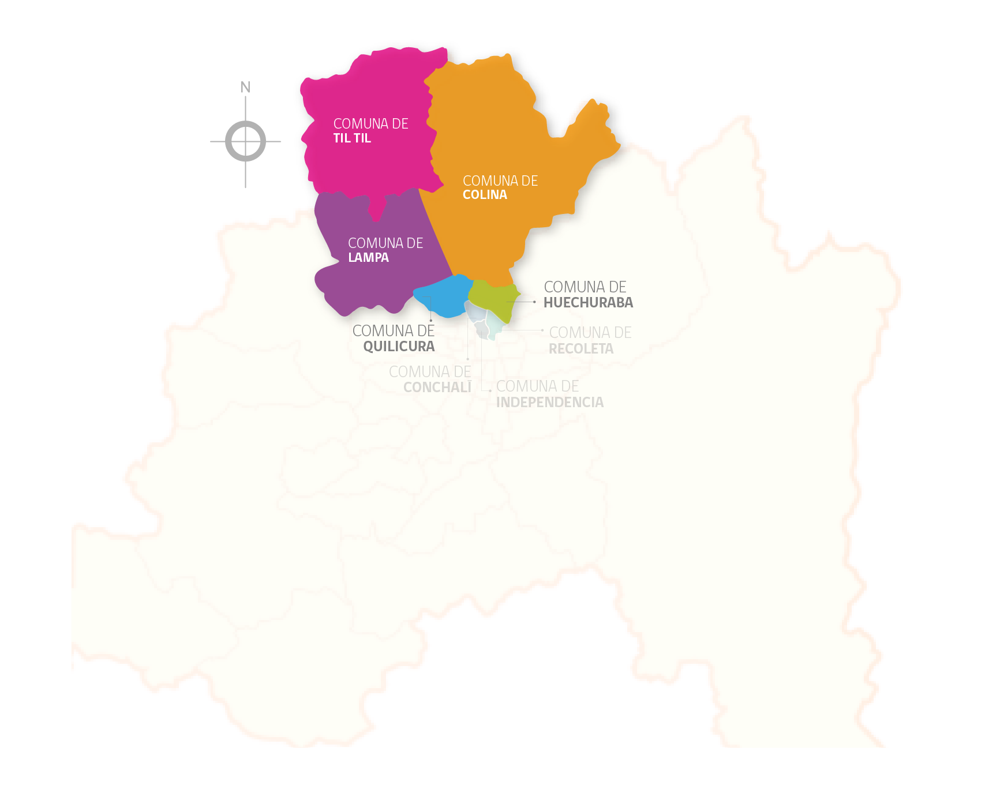 N
COMUNA DE
TIL TIL
COMUNA DE
COLINA
COMUNA DE
LAMPA
COMUNA DE
HUECHURABA
COMUNA DE
QUILICURA
COMUNA DE
RECOLETA
COMUNA DE
CONCHALÍ
COMUNA DE
INDEPENDENCIA